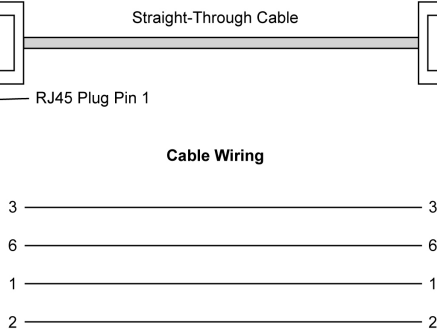 Straight-Through Cable
RJ45 Plug Pin 1
Cable Wiring
3 3
6 6
1 1
2 2